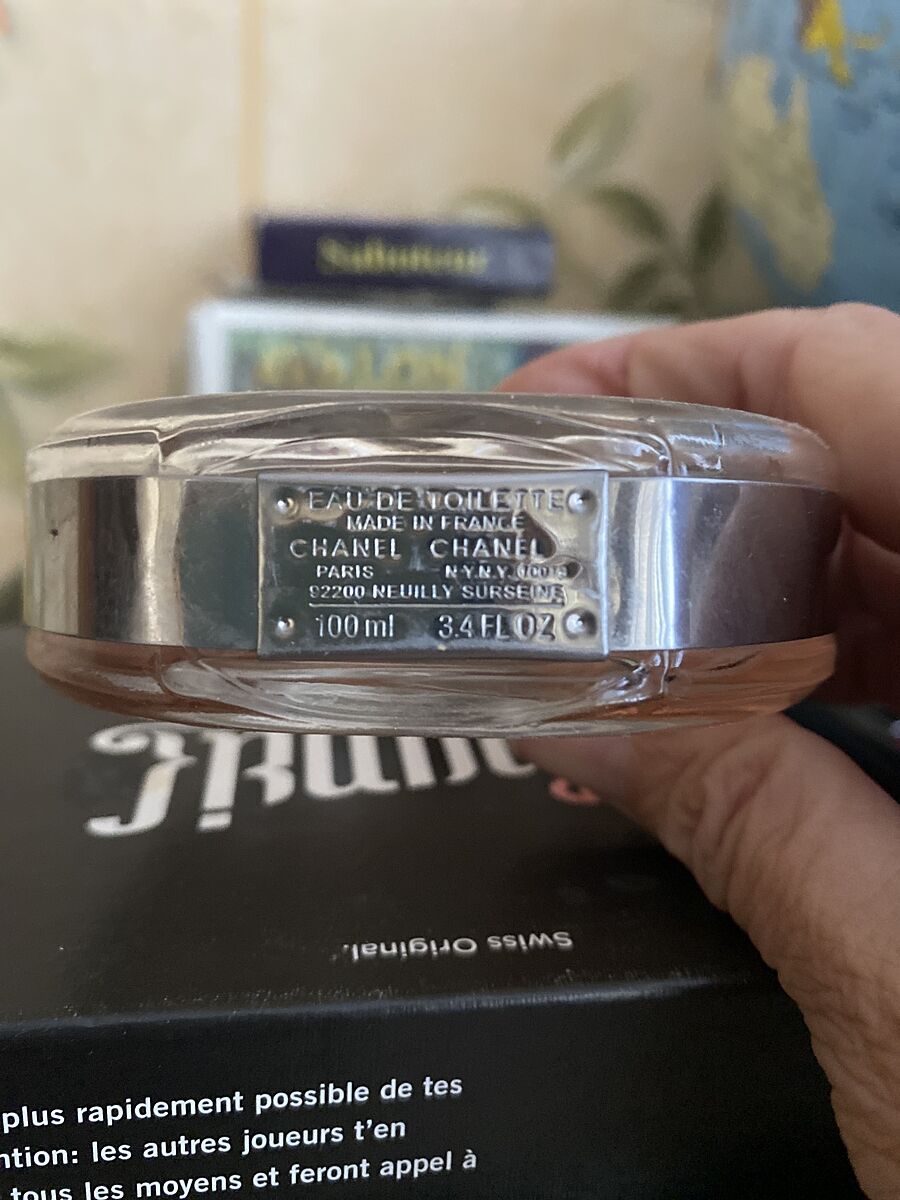 Saboteur
EAU DE TOILETTE
MADE IN FRANCE
CHANEL CHANEL
PARIS N.Y.N.Y.
92200 NEUILLY SURSEINE
100 ml 3.4 FL OZ
Swiss Original.
plus rapidement possible de tes
ntion: les autres joueurs t'en
tous les moyens et feront appel à